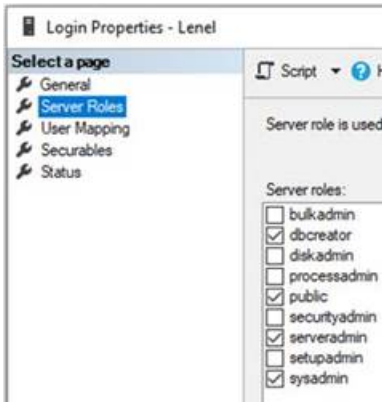 Login Properties - Lenel
Select a page
General
Server Roles
User Mapping
Securables
Status
Script
Server role is used
Server roles:
bulkadmin
dbcreator
diskadmin
processadmin
public
securityadmin
serveradmin
setupadmin
sysadmin